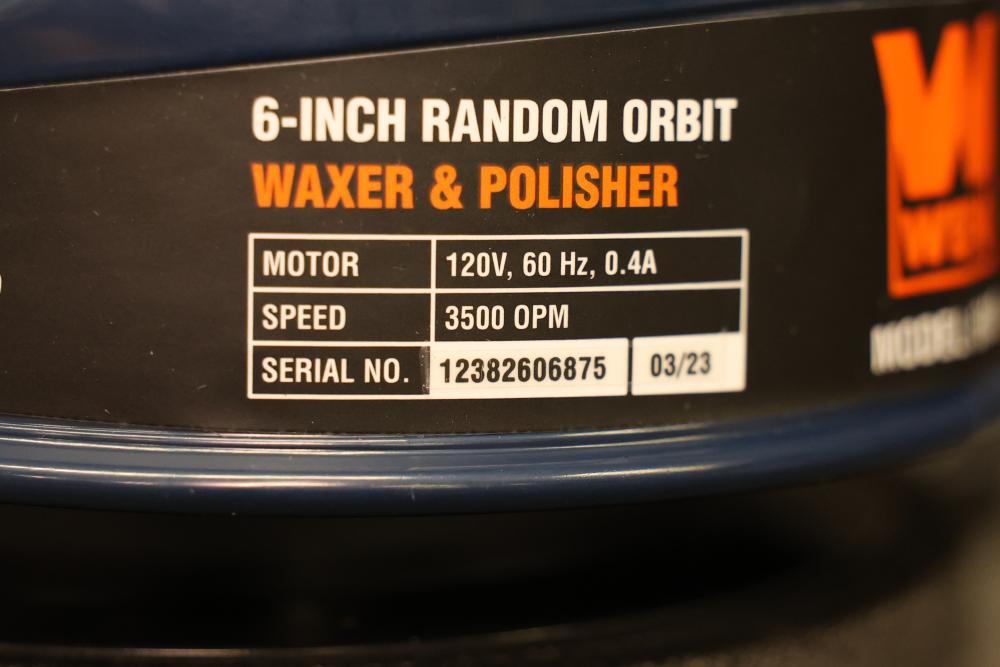 6-INCH RANDOM ORBIT
WAXER & POLISHER
MOTOR 120V, 60 Hz, 0.4A
SPEED 3500 OPM
SERIAL NO. 12382606875 03/23
MODEL